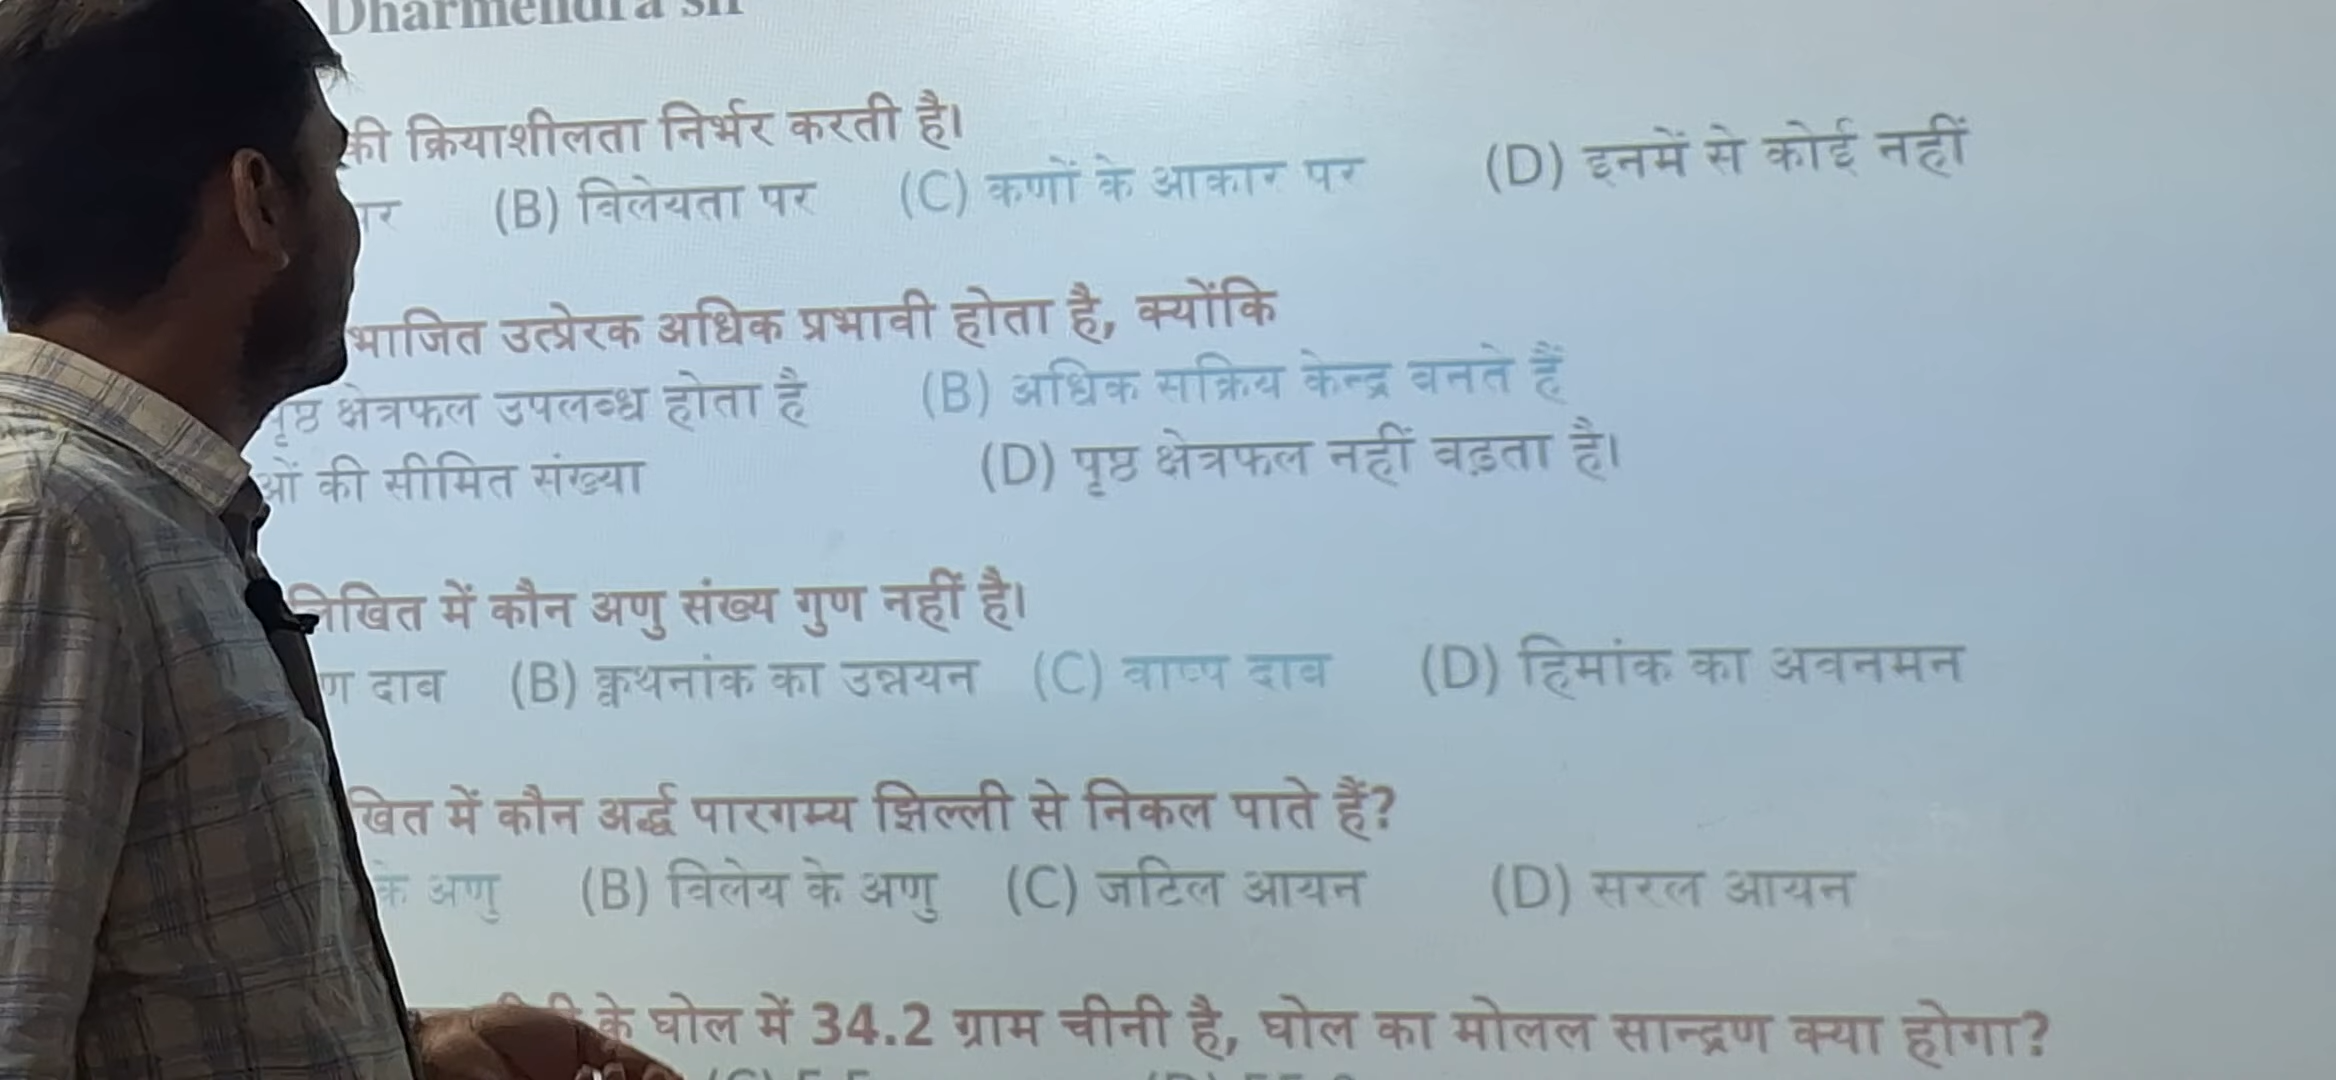 Dharmendra sir
की क्रियाशीलता निर्भर करती है।
(B) विलेयता पर (C) कणों के आकार पर (D) इनमें से कोई नहीं
उत्प्रेरक अधिक प्रभावी होता है, क्योंकि
क्षेत्रफल उपलब्ध होता है (B) अधिक सक्रिय केन्द्र बनते हैं
की सीमित संख्या (D) पृष्ठ क्षेत्रफल नहीं बढ़ता है।
में कौन अणु संख्य गुण नहीं है।
दाब (B) क्वथनांक का उन्नयन (C) वाष्प दाब (D) हिमांक का अवनमन
में कौन अर्द्ध पारगम्य झिल्ली से निकल पाते हैं?
के अणु (B) विलेय के अणु (C) जटिल आयन (D) सरल आयन
के घोल में 34.2 ग्राम चीनी है, घोल का मोलल सान्द्रण क्या होगा?